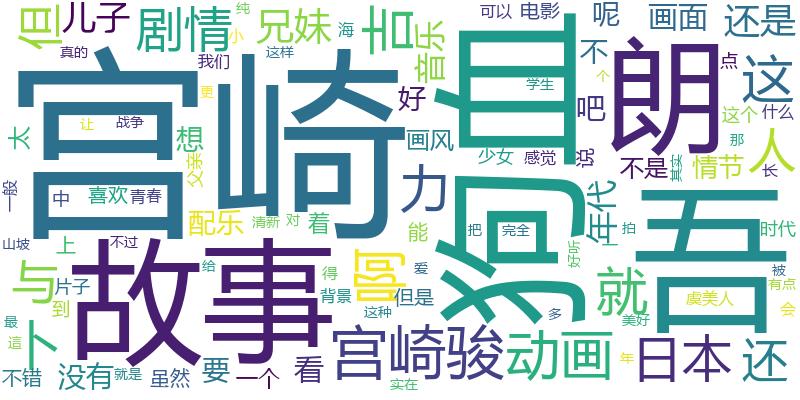 但
儿子
剧情
兄妹
吉
音乐
纯
小
海
可以
电影
呢
画面
还是
真的
这样
我们
更
好
狗血
不
朗
点
这
让
战争
太
想
宫崎
画风
学生
个
吧
这个
什么
那
少女
感觉
说
不是
其实
情节
人
长
父亲
一般
中
喜欢
青春
配乐
清新
对
着
力
能
把
完全
好听
年代
一
拍
吾
时代
山坡
上
不过
与
故事
啊
片子
到
给
得
背景
爱
但是
这种
多
就
美好
虞美人
被
有点
会
最
這
了
不错
没有
就是
虽然
要
一个
看
宫崎骏
实在
动画
年
日本
还